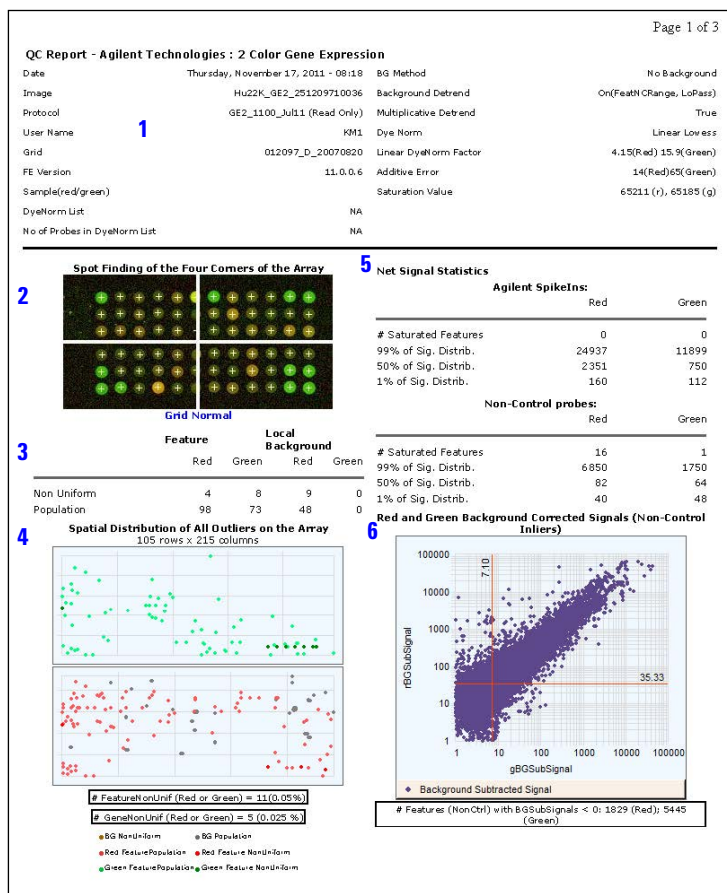 Page 1 of 3
QC Report - Agilent Technologies : 2 Color Gene Expression
Date Thursday, November 17, 2011 - 08:18 BG Method No Background
Image Hu22K_GE2_251209710036 Background Detrend On(FeatNCRange, LoPass)
Protocol GE2_1100_Jul11 (Read Only) Multiplicative Detrend True
1
User Name KM1 Dye Norm Linear Lowess
Grid 012097_D_20070820 Linear DyeNorm Factor 4.15(Red) 15.9(Green)
FE Version 11.0.0.6 Additive Error 14(Red)65(Green)
Sample(red/green) Saturation Value 65211 (r), 65185 (g)
DyeNorm List NA
No of Probes in DyeNorm List NA
2
Spot Finding of the Four Corners of the Array
Grid Normal
3
Feature Local Background
Red Green Red Green
Non Uniform 4 8 9 0
Population 98 73 48 0
4
Spatial Distribution of All Outliers on the Array
105 rows x 215 columns
# FeatureNonUnif (Red or Green) = 11(0.05%)
# GeneNonUnif (Red or Green) = 5 (0.025 %)
BG NonUniform BG Population
Red FeaturePopulation Red Feature NonUniform
Green FeaturePopulation Green Feature NonUniform
5
Net Signal Statistics
Agilent SpikeIns:
Red Green
# Saturated Features 0 0
99% of Sig. Distrib. 24937 11899
50% of Sig. Distrib. 2351 750
1% of Sig. Distrib. 160 112
Non-Control probes:
Red Green
# Saturated Features 16 1
99% of Sig. Distrib. 6850 1750
50% of Sig. Distrib. 82 64
1% of Sig. Distrib. 40 48
6
Red and Green Background Corrected Signals (Non-Control
Inliers)
100000
10000
1000
100
10
1
rBGSubSignal
7.10
35.33
1 10 100 1000 10000 100000
gBGSubSignal
Background Subtracted Signal
# Features (NonCtrl) with BGSubSignals < 0: 1829 (Red); 5445
(Green)